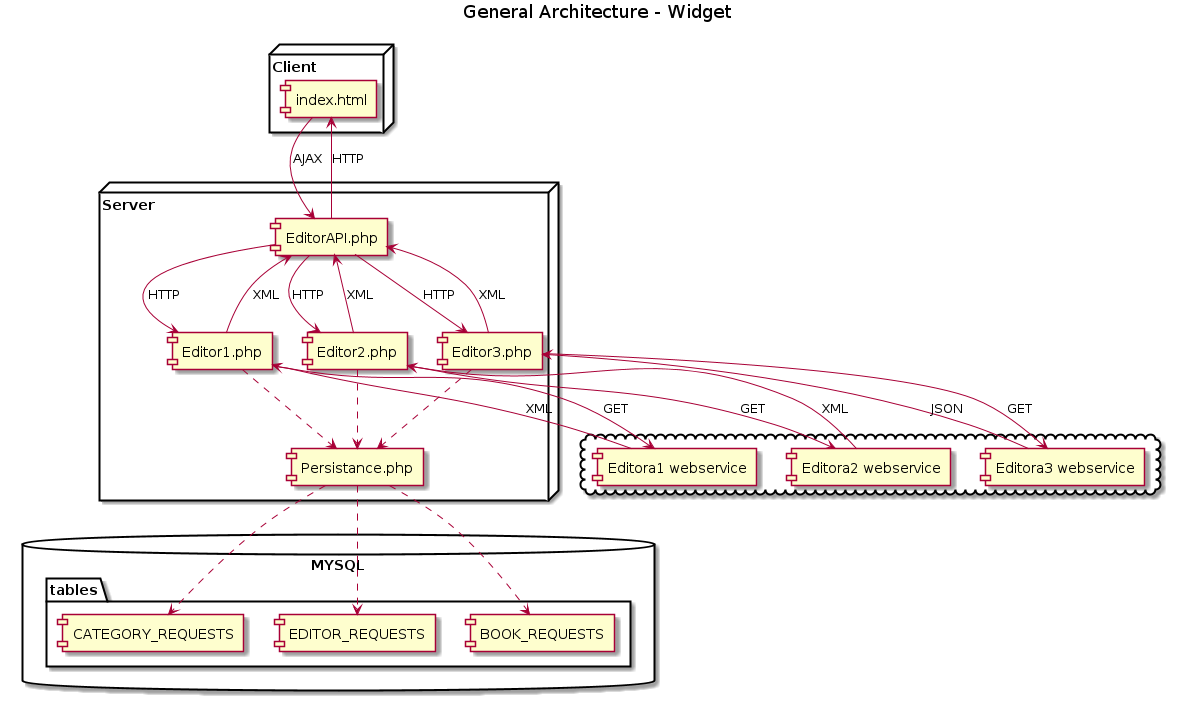 General Architecture - Widget
Client
index.html
AJAX
HTTP
Server
EditorAPI.php
HTTP
XML
HTTP
XML
HTTP
XML
Editor1.php
Editor2.php
Editor3.php
XML
GET
GET
XML
JSON
GET
Persistance.php
Editora1 webservice
Editora2 webservice
Editora3 webservice
MYSQL
tables
CATEGORY_REQUESTS
EDITOR_REQUESTS
BOOK_REQUESTS